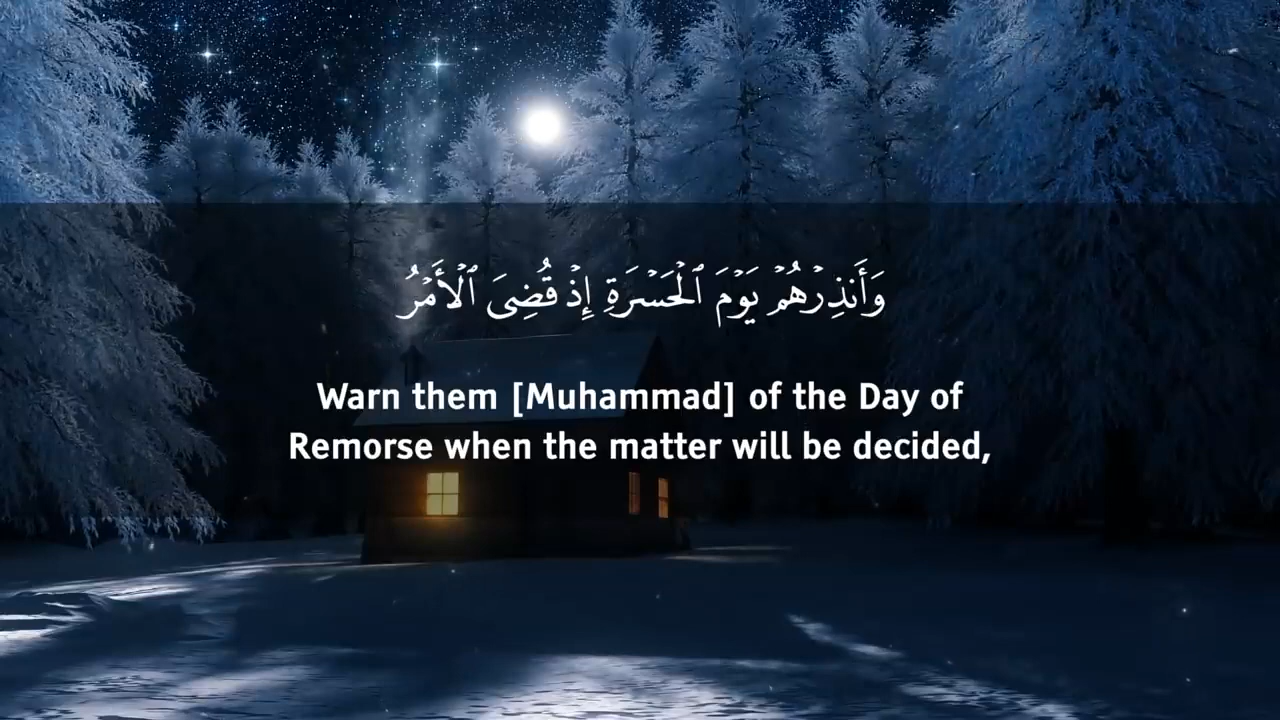 وَأَنذِرْهُمْ يَوْمَ ٱلْحَسْرَةِ إِذْ قُضِىَ ٱلْأَمْرُ
Warn them [Muhammad] of the Day of
Remorse when the matter will be decided,